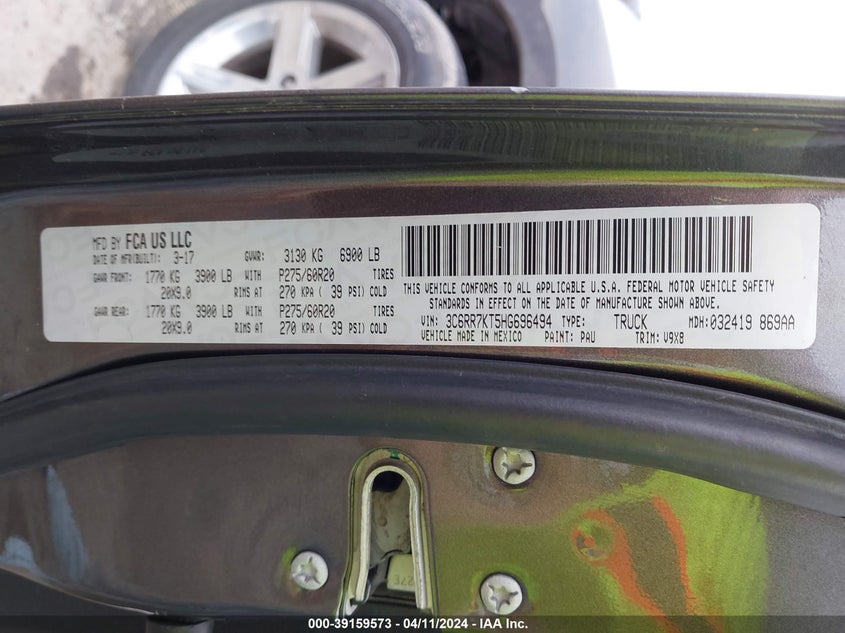 MFD BY FCA US LLC
DATE OF MFR(BUILT): 3-17 GVWR: 3130 KG 6900 LB
GAWR FRONT: 1770 KG 3900 LB WITH P275/60R20 TIRES
20X9.0 RIMS AT 270 KPA ( 39 PSI) COLD
GAWR REAR: 1770 KG 3900 LB WITH P275/60R20 TIRES
20X9.0 RIMS AT 270 KPA ( 39 PSI) COLD
THIS VEHICLE CONFORMS TO ALL APPLICABLE U.S.A. FEDERAL MOTOR VEHICLE SAFETY
STANDARDS IN EFFECT ON THE DATE OF MANUFACTURE SHOWN ABOVE.
VIN: 3C6RR7KT5HG696494 TYPE: TRUCK MDH: 032419 869AA
VEHICLE MADE IN MEXICO PAINT: PAU TRIM: V9X8
27E
000-39159573 - 04/11/2024 - IAA Inc.